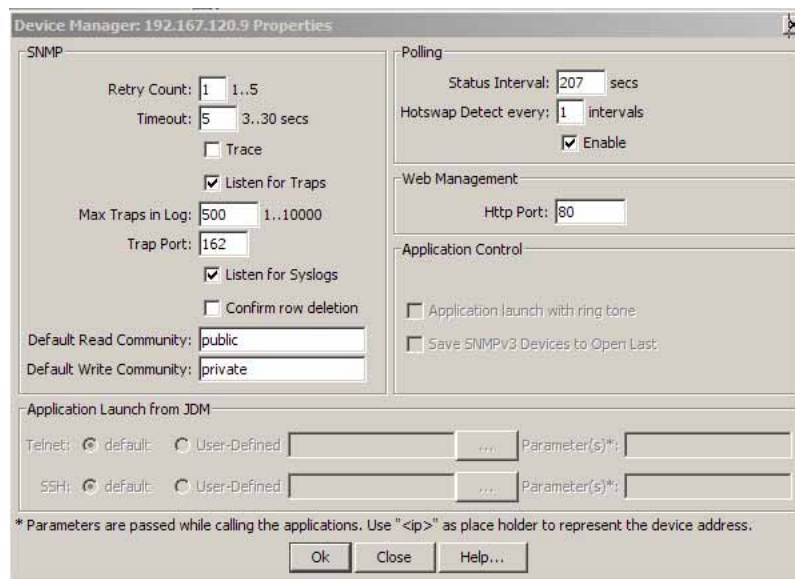 Device Manager: 192.167.120.9 Properties
SNMP
Retry Count: 1 1..5
Timeout: 5 3..30 secs
Trace
Listen for Traps
Max Traps in Log: 500 1..10000
Trap Port: 162
Listen for Syslogs
Confirm row deletion
Default Read Community: public
Default Write Community: private
Polling
Status Interval: 207 secs
Hotswap Detect every: 1 intervals
Enable
Web Management
Http Port: 80
Application Control
Application launch with ring tone
Save SNMPv3 Devices to Open Last
Application Launch from JDM
Telnet: default User-Defined ... Parameter(s)*:
SSH: default User-Defined ... Parameter(s)*:
* Parameters are passed while calling the applications. Use "<ip>" as place holder to represent the device address.
Ok Close Help...